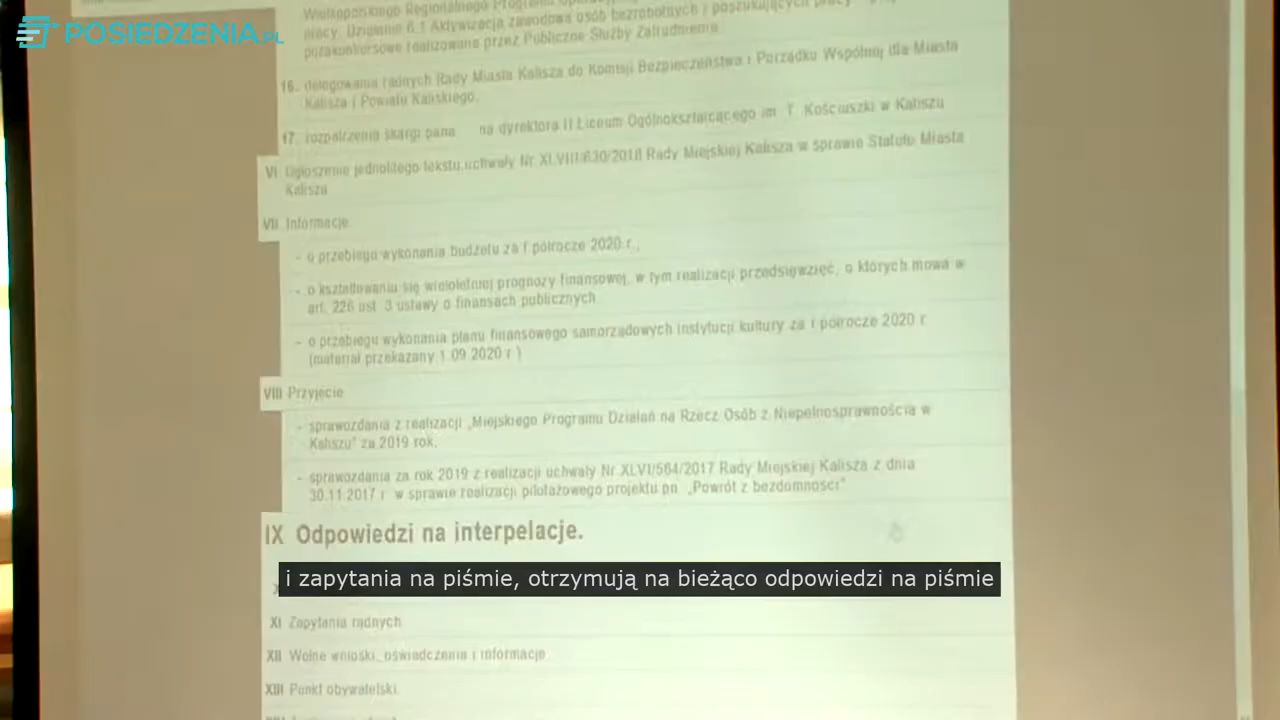 POSIEDZENIA.PL
Wielkopolskiego Regionalnego Programu
pracy. Działanie 6.1 Aktywizacja zawodowa osób bezrobotnych i poszukujących pracy -
pozakonkursowe realizowane przez Publiczne Służby Zatrudnienia.
16. delegowania radnych Rady Miasta Kalisza do Komisji Bezpieczeństwa i Porządku Wspólnej dla Miasta
Kalisza i Powiatu Kaliskiego,
17. rozpatrzenia skargi pana na dyrektora II Liceum Ogólnokształcącego im. T. Kościuszki w Kaliszu
VI Ogłoszenie jednolitego tekstu uchwały Nr XLVIII/630/2018 Rady Miejskiej Kalisza w sprawie Statutu Miasta
Kalisza
VII Informacje:
- o przebiegu wykonania budżetu za I półrocze 2020 r.,
- o kształtowaniu się wieloletniej prognozy finansowej, w tym realizacji przedsięwzięć, o których mowa w
art. 226 ust. 3 ustawy o finansach publicznych
- o przebiegu wykonania planu finansowego samorządowych instytucji kultury za I półrocze 2020 r.
(materiał przekazany 1.09.2020 r.)
VIII Przyjęcie
- sprawozdania z realizacji „Miejskiego Programu Działań na Rzecz Osób z Niepełnosprawnością w
Kaliszu" za 2019 rok,
- sprawozdania za rok 2019 z realizacji uchwały Nr XLVI/564/2017 Rady Miejskiej Kalisza z dnia
30.11.2017 r. w sprawie realizacji pilotażowego projektu pn. „Powrót z bezdomności"
IX Odpowiedzi na interpelacje.
i zapytania na piśmie, otrzymują na bieżąco odpowiedzi na piśmie
XI Zapytania radnych
XII Wolne wnioski, oświadczenia i informacje.
XIII Punkt obywatelski.